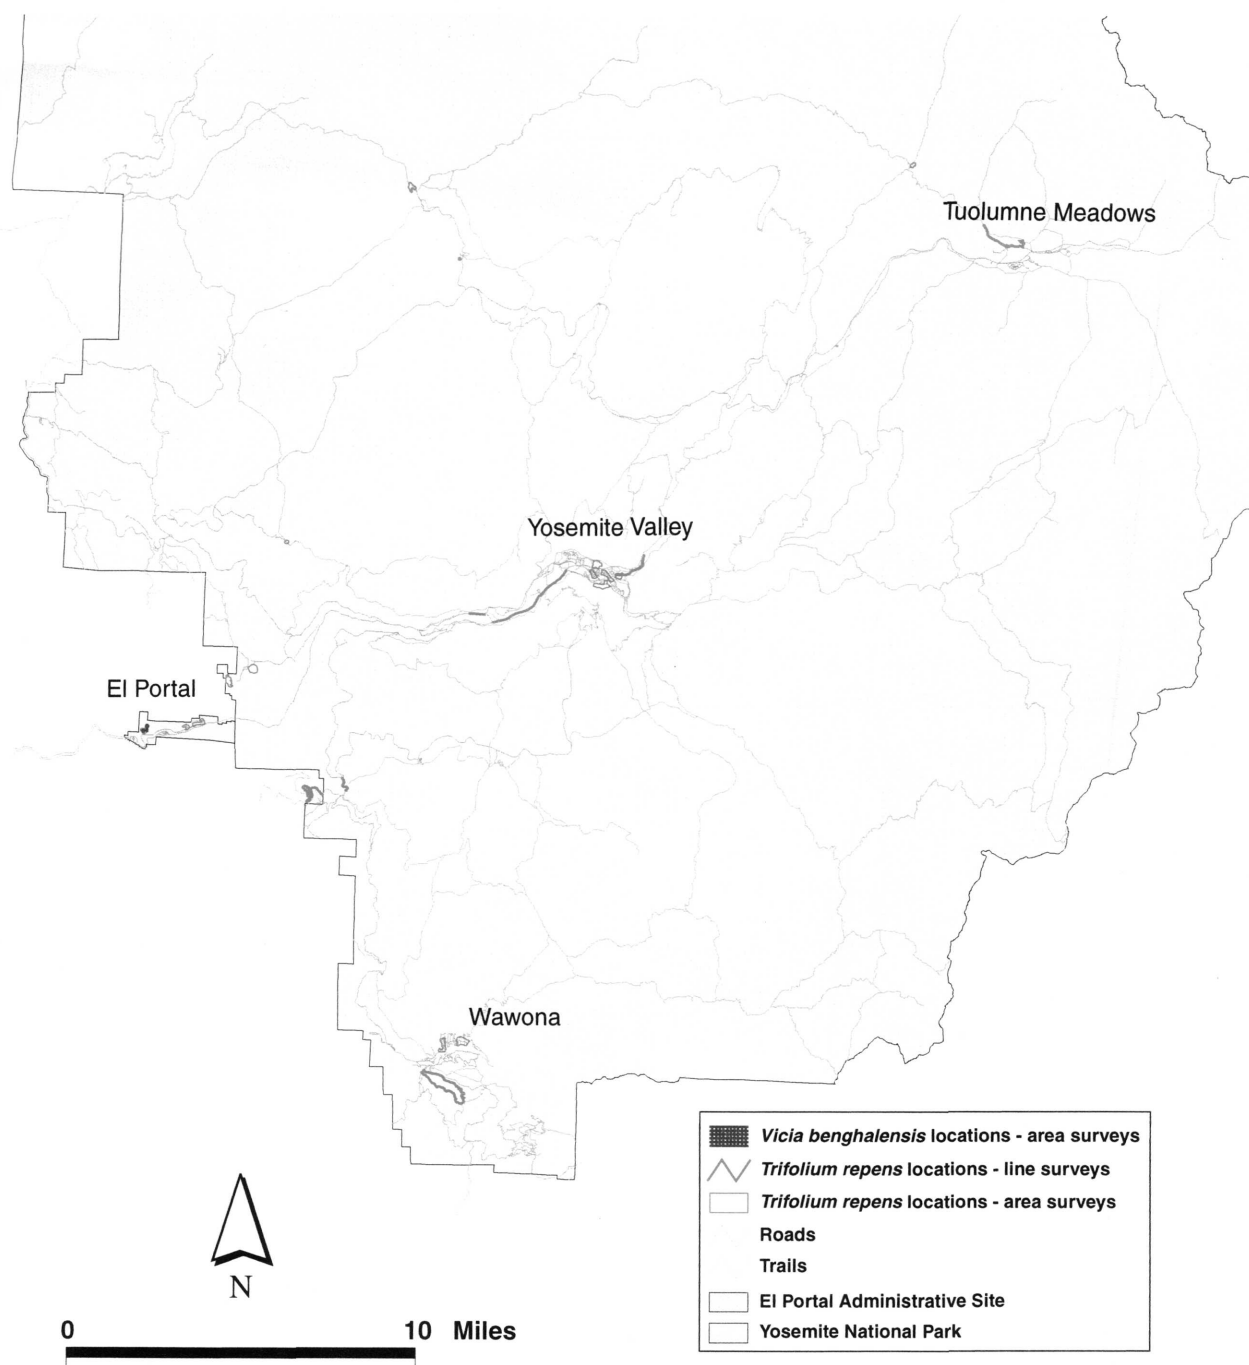 Tuolumne Meadows
Yosemite Valley
El Portal
Wawona
Vicia benghalensis locations - area surveys
Trifolium repens locations - line surveys
Trifolium repens locations - area surveys
Roads
Trails
El Portal Administrative Site
Yosemite National Park
N
0 10 Miles